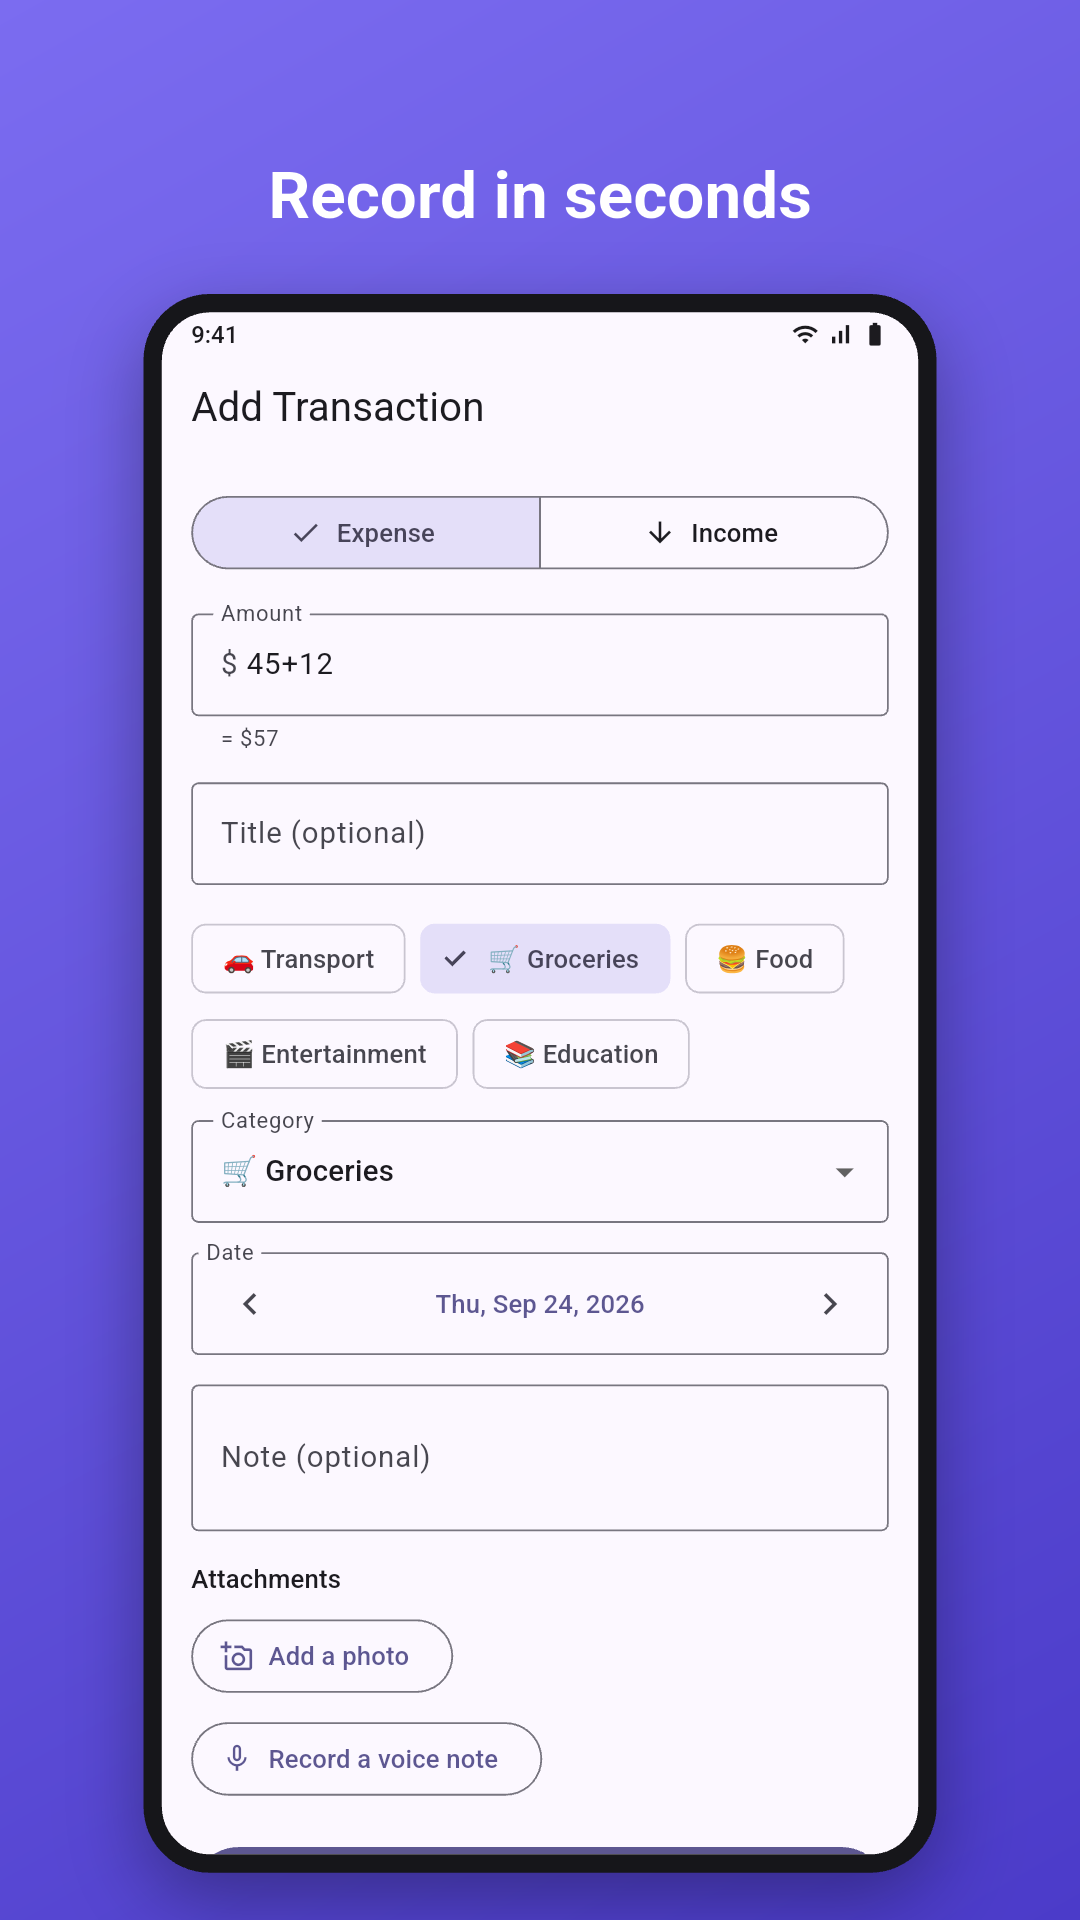 Record in seconds
9:41
Add Transaction
Expense
Income
Amount
$ 45+12
= $57
Title (optional)
🚗 Transport
🛒 Groceries
🍔 Food
🎬 Entertainment
📚 Education
Category
🛒 Groceries
Date
Thu, Sep 24, 2026
Note (optional)
Attachments
Add a photo
Record a voice note